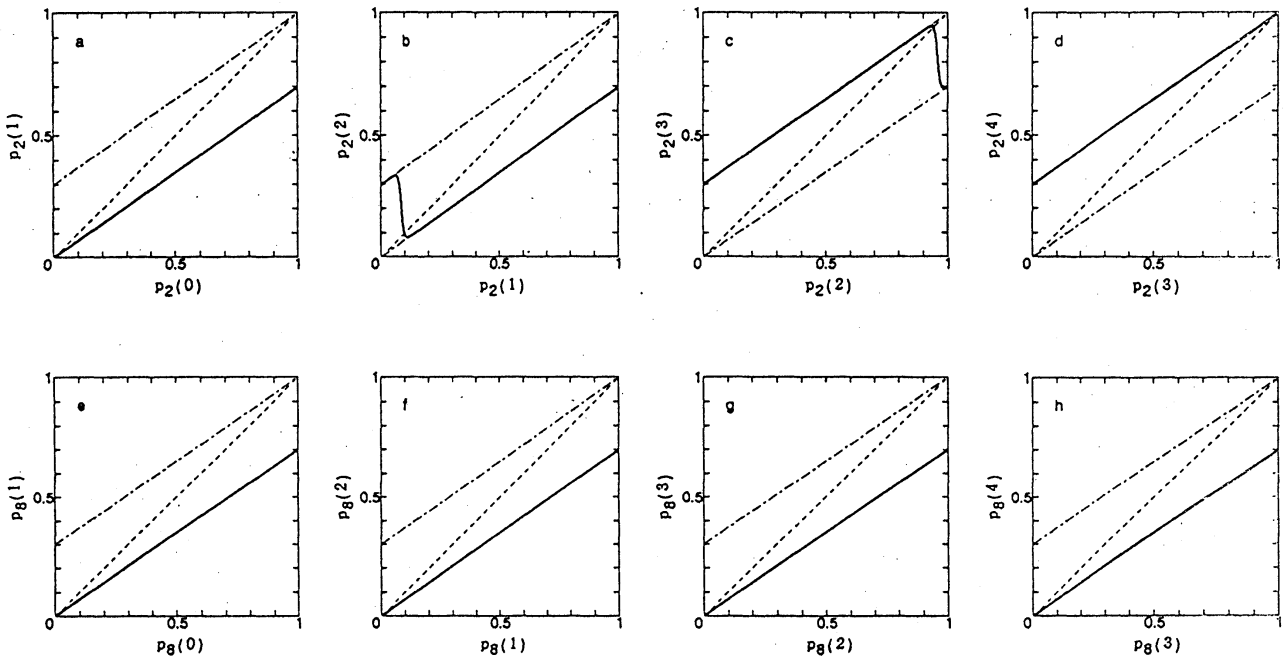 1 1 1 1
a b c d
p₂(1) p₂(2) p₂(3) p₂(4)
0.5 0.5 0.5 0.5
0 0.5 1 0 0.5 1 0 0.5 1 0 0.5 1
p₂(0) p₂(1) p₂(2) p₂(3)
1 1 1 1
e f g h
p₈(1) p₈(2) p₈(3) p₈(4)
0.5 0.5 0.5 0.5
0 0.5 1 0 0.5 1 0 0.5 1 0 0.5 1
p₈(0) p₈(1) p₈(2) p₈(3)